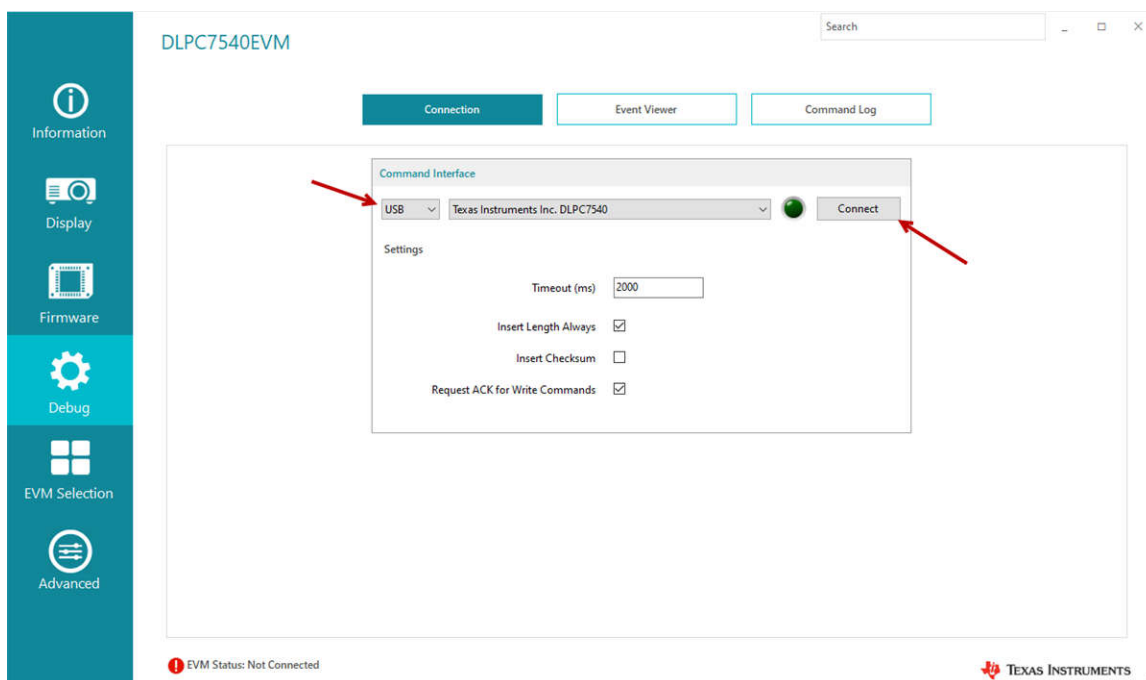 Search
DLPC7540EVM
Connection
Event Viewer
Command Log
Information
Display
Firmware
Debug
EVM Selection
Advanced
Command Interface
USB
Texas Instruments Inc. DLPC7540
Connect
Settings
Timeout (ms) 2000
Insert Length Always
Insert Checksum
Request ACK for Write Commands
EVM Status: Not Connected
TEXAS INSTRUMENTS